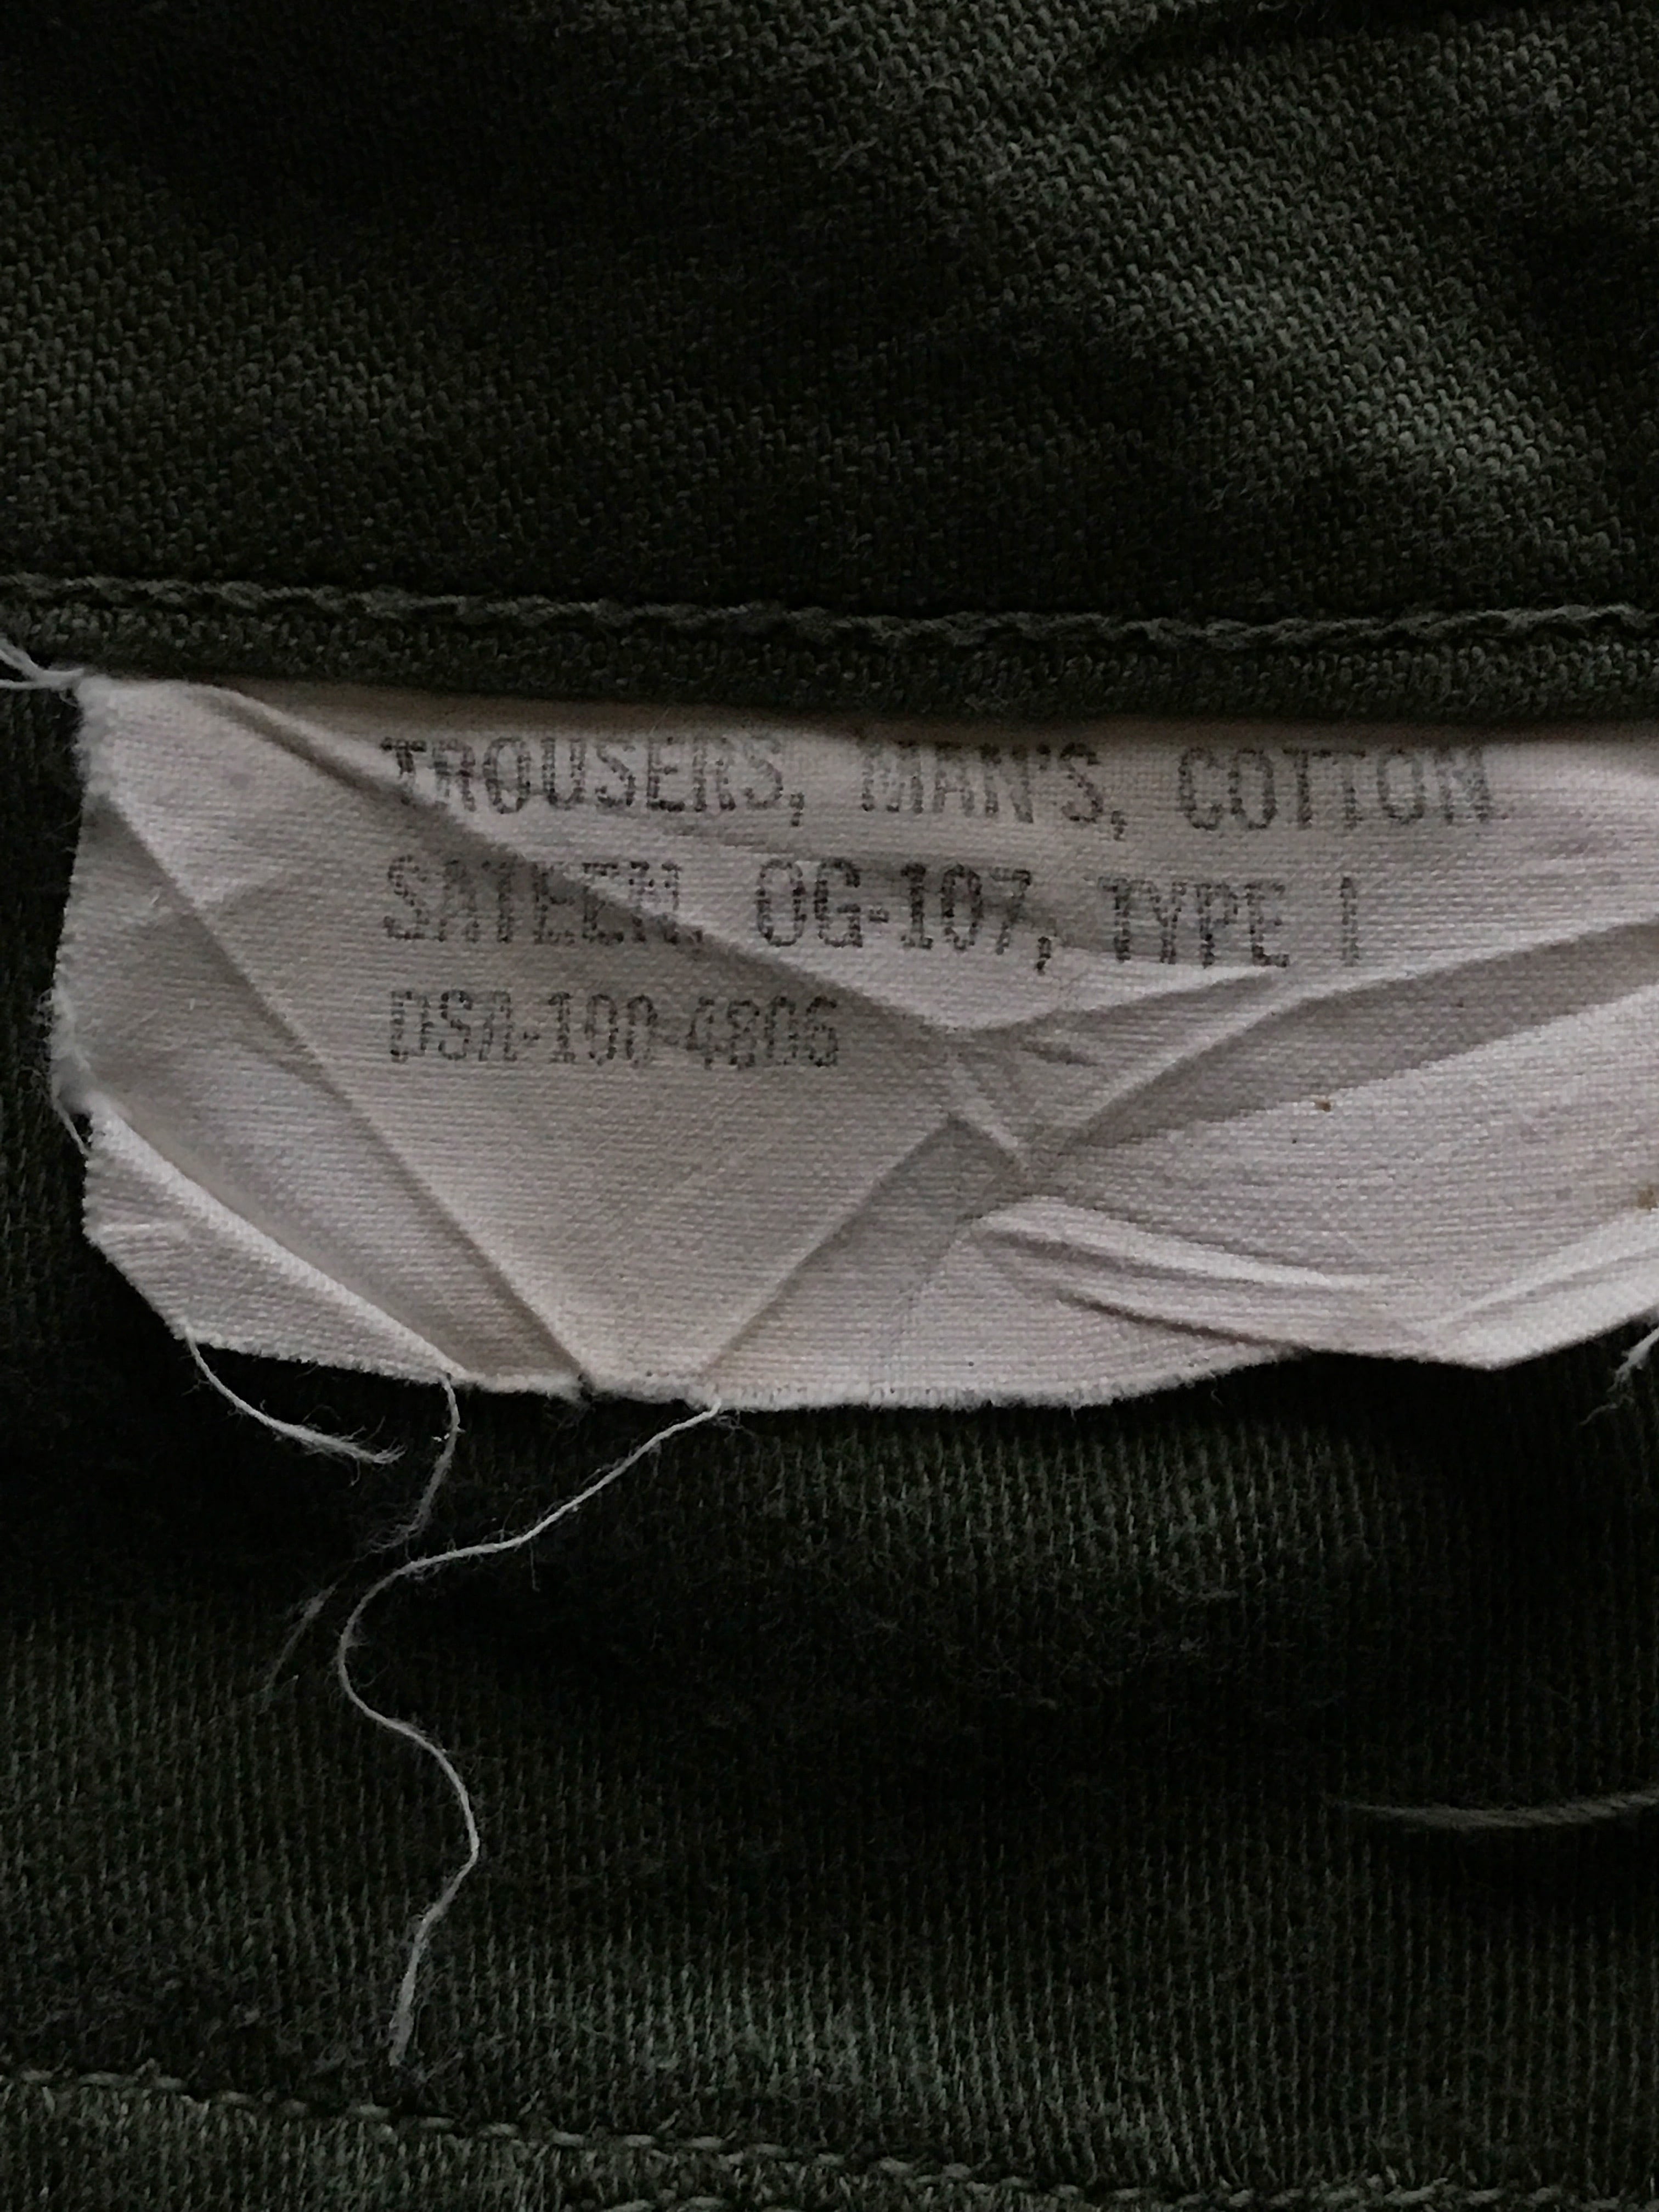 TROUSERS, MAN'S, COTTON
SATEEN, OG-107, TYPE I
DSA-100-4806